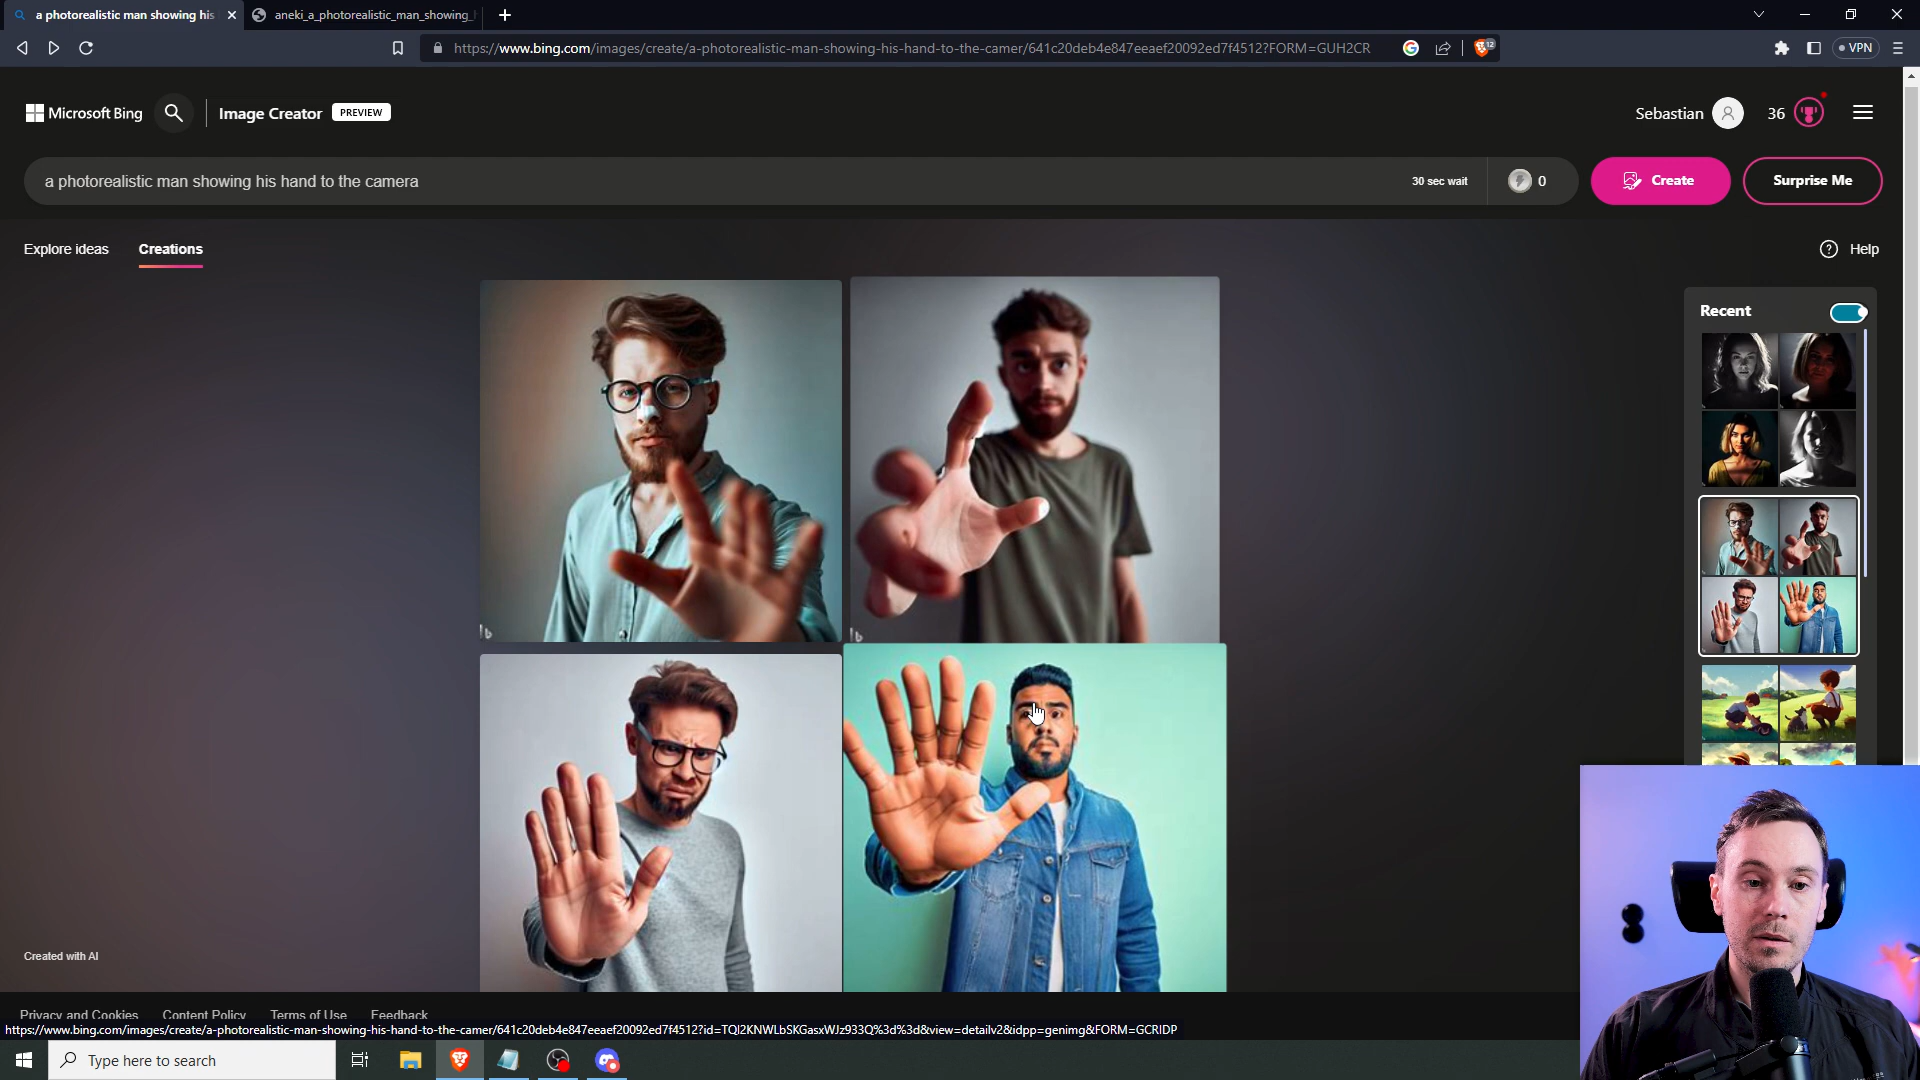 a photorealistic man showing his
aneki_a_photorealistic_man_showing_
https://www.bing.com/images/create/a-photorealistic-man-showing-his-hand-to-the-camer/641c20deb4e847eeaef20092ed7f4512?FORM=GUH2CR
12
VPN
Microsoft Bing
Image Creator
PREVIEW
Sebastian
36
a photorealistic man showing his hand to the camera
30 sec wait
0
Create
Surprise Me
Explore ideas
Creations
Help
Recent
Created with AI
Privacy and Cookies
Content Policy
Terms of Use
Feedback
https://www.bing.com/images/create/a-photorealistic-man-showing-his-hand-to-the-camer/641c20deb4e847eeaef20092ed7f4512?id=TQI2KNWLbSKGasxWJz933Q%3d%3d&view=detailv2&idpp=genimg&FORM=GCRIDP
Type here to search